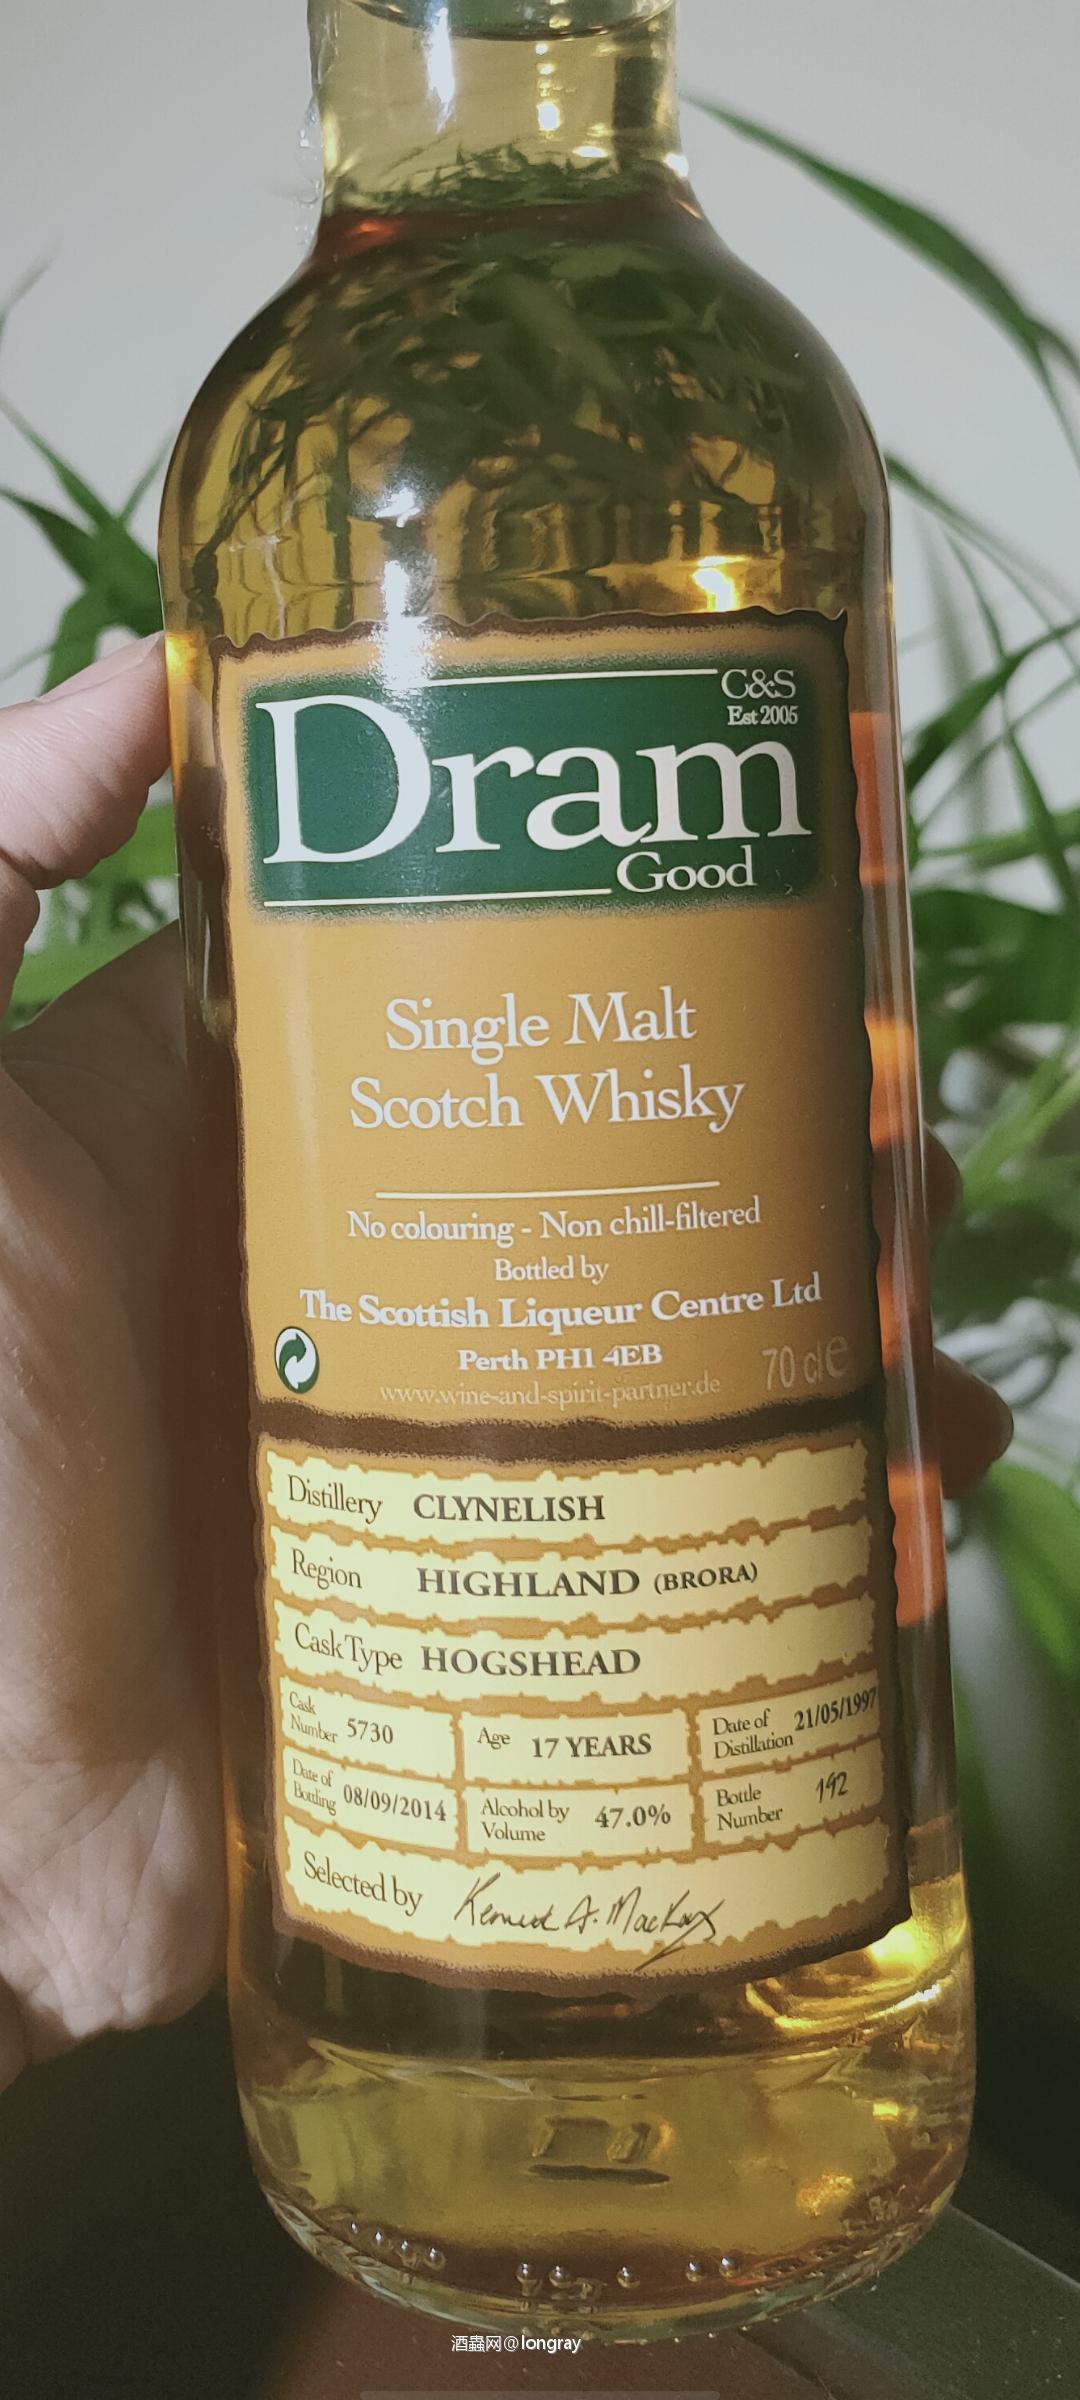 C&S
Est 2005
Dram
Good
Single Malt
Scotch Whisky
No colouring - Non chill-filtered
Bottled by
The Scottish Liqueur Centre Ltd
Perth PH1 4EB
70 cl e
www.wine-and-spirit-partner.de
Distillery CLYNELISH
Region HIGHLAND (BRORA)
Cask Type HOGSHEAD
Cask Number 5730
Age 17 YEARS
Date of Distillation 21/05/1997
Date of Bottling 08/09/2014
Alcohol by Volume 47.0%
Bottle Number 192
Selected by
酒蟲网@longray